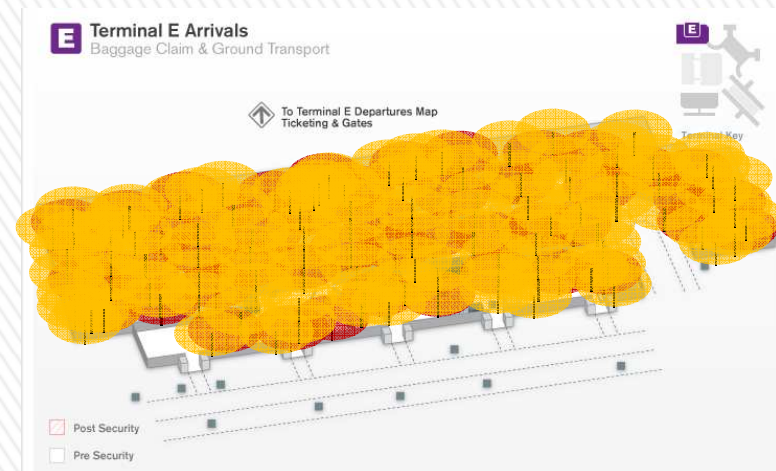 E
Terminal E Arrivals
Baggage Claim & Ground Transport
E
To Terminal E Departures Map
Ticketing & Gates
Terminal Key
Post Security
Pre Security